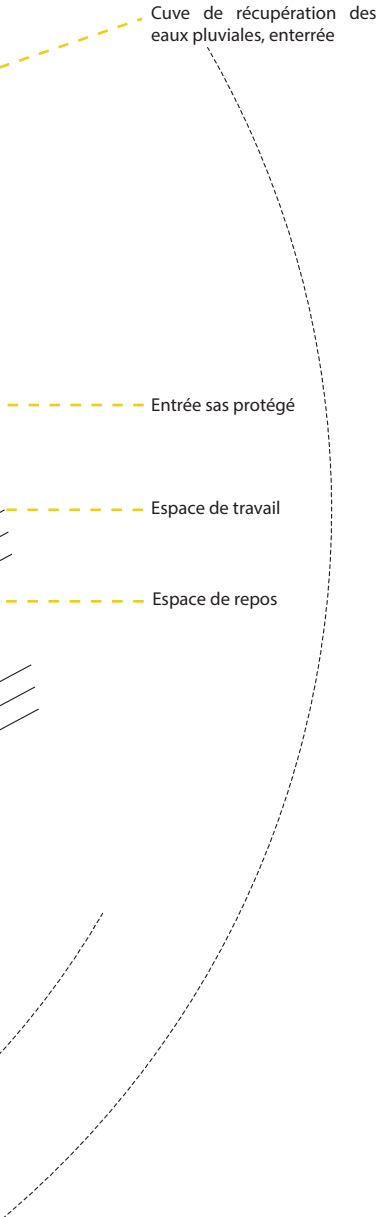 Cuve de récupération des
eaux pluviales, enterrée
Entrée sas protégé
Espace de travail
Espace de repos